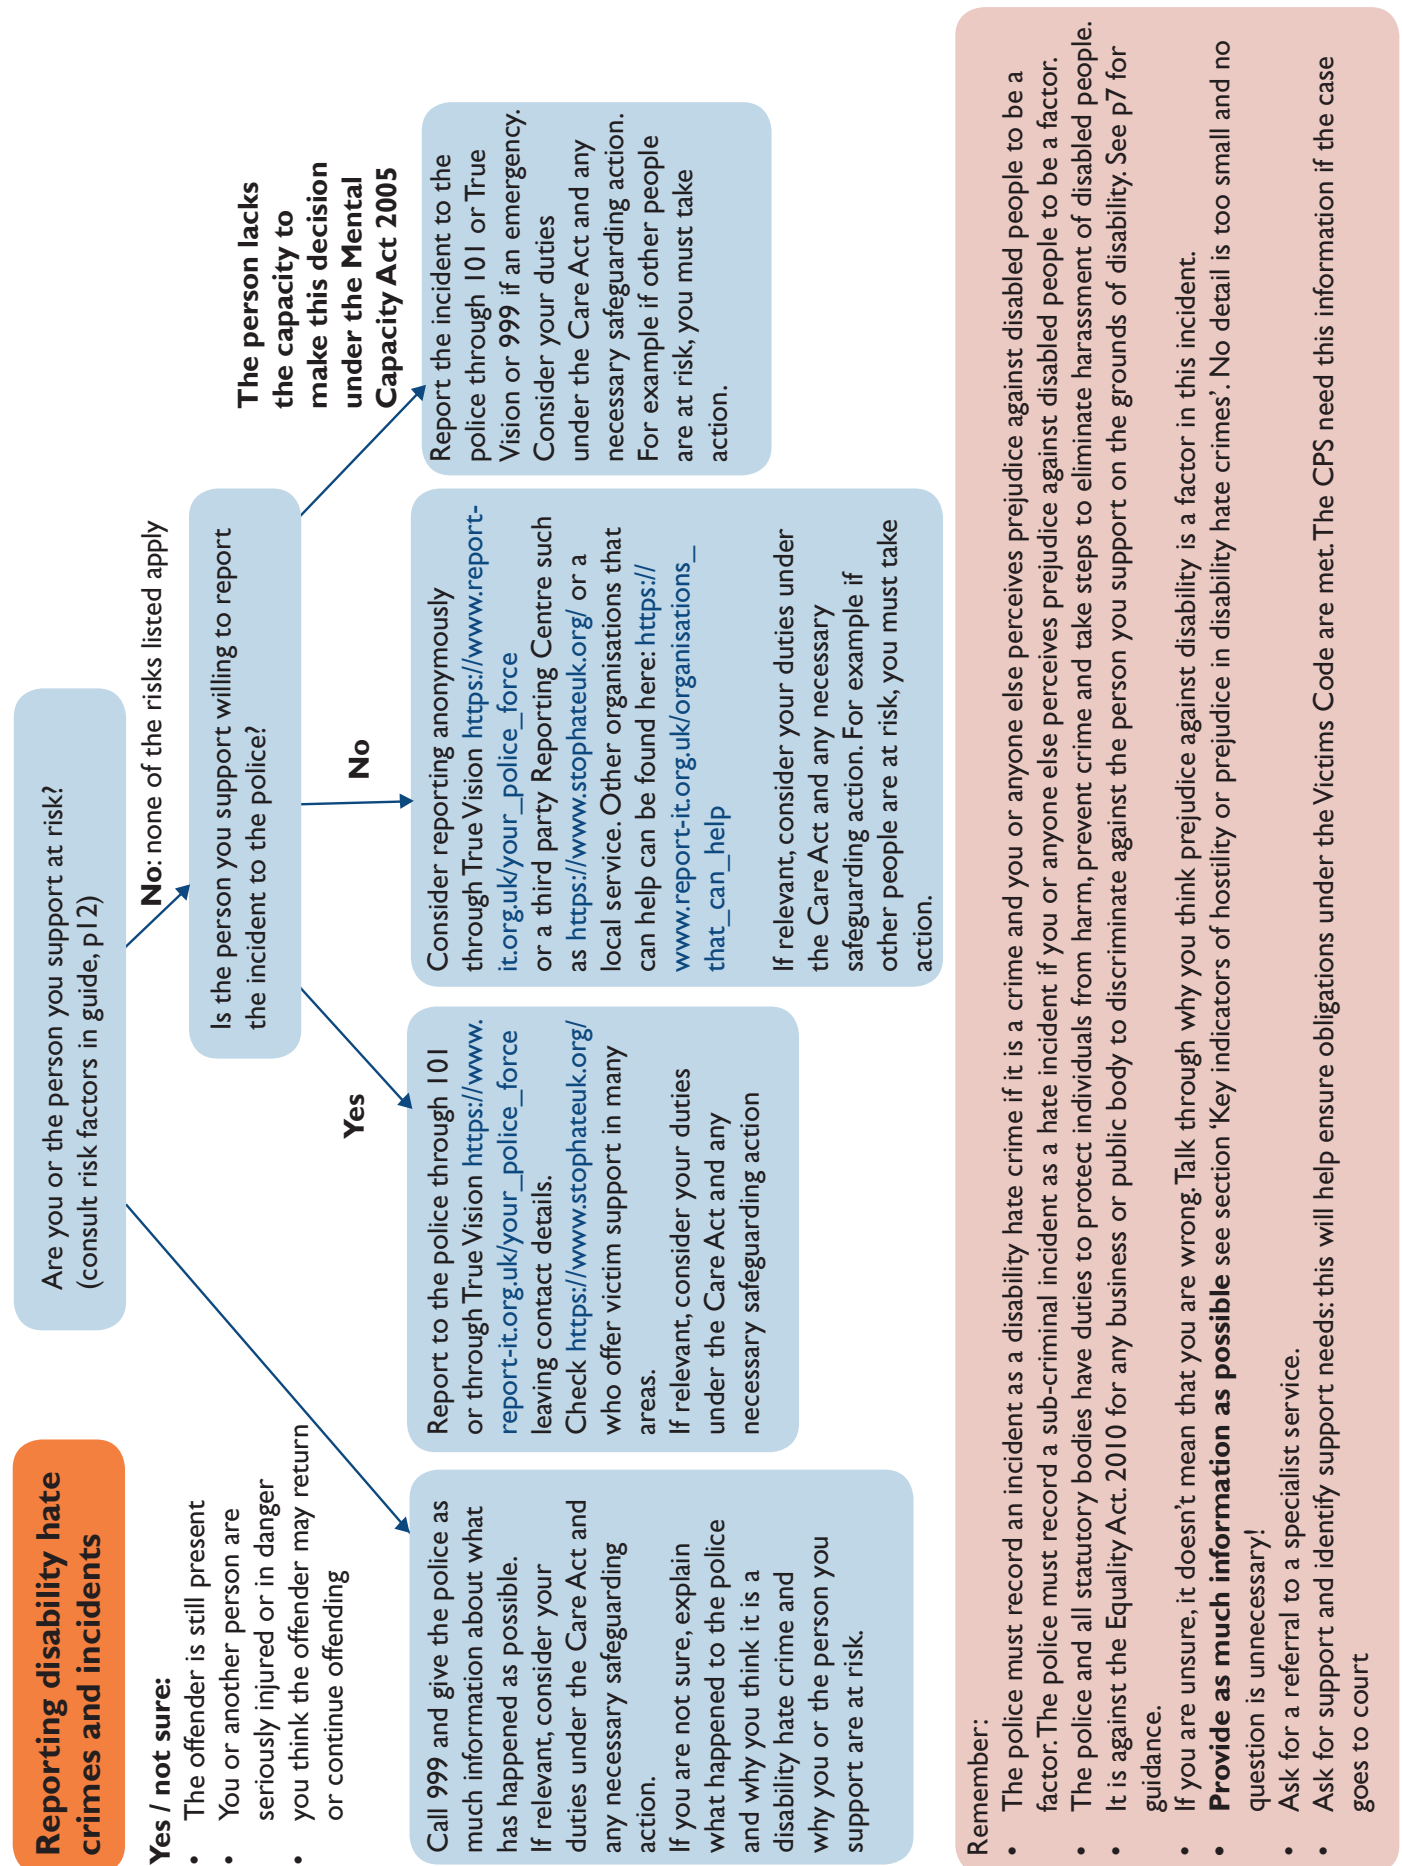 Reporting disability hate
crimes and incidents
Are you or the person you support at risk?
(consult risk factors in guide, p12)
Yes / not sure:
• The offender is still present
• You or another person are
seriously injured or in danger
• you think the offender may return
or continue offending
No: none of the risks listed apply
Is the person you support willing to report
the incident to the police?
Yes
No
The person lacks
the capacity to
make this decision
under the Mental
Capacity Act 2005
Call 999 and give the police as
much information about what
has happened as possible.
If relevant, consider your
duties under the Care Act and
any necessary safeguarding
action.
If you are not sure, explain
what happened to the police
and why you think it is a
disability hate crime and
why you or the person you
support are at risk.
Report to the police through 101
or through True Vision https://www.
report-it.org.uk/your_police_force
leaving contact details.
Check https://www.stophateuk.org/
who offer victim support in many
areas.
If relevant, consider your duties
under the Care Act and any
necessary safeguarding action
Consider reporting anonymously
through True Vision https://www.report-
it.org.uk/your_police_force
or a third party Reporting Centre such
as https://www.stophateuk.org/ or a
local service. Other organisations that
can help can be found here: https://
www.report-it.org.uk/organisations_
that_can_help
If relevant, consider your duties under
the Care Act and any necessary
safeguarding action. For example if
other people are at risk, you must take
action.
Report the incident to the
police through 101 or True
Vision or 999 if an emergency.
Consider your duties
under the Care Act and any
necessary safeguarding action.
For example if other people
are at risk, you must take
action.
Remember:
• The police must record an incident as a disability hate crime if it is a crime and you or anyone else perceives prejudice against disabled people to be a
factor. The police must record a sub-criminal incident as a hate incident if you or anyone else perceives prejudice against disabled people to be a factor.
• The police and all statutory bodies have duties to protect individuals from harm, prevent crime and take steps to eliminate harassment of disabled people.
• It is against the Equality Act. 2010 for any business or public body to discriminate against the person you support on the grounds of disability. See p7 for
guidance.
• If you are unsure, it doesn't mean that you are wrong. Talk through why you think prejudice against disability is a factor in this incident.
• Provide as much information as possible see section ‘Key indicators of hostility or prejudice in disability hate crimes’. No detail is too small and no
question is unnecessary!
• Ask for a referral to a specialist service.
• Ask for support and identify support needs: this will help ensure obligations under the Victims Code are met. The CPS need this information if the case
goes to court